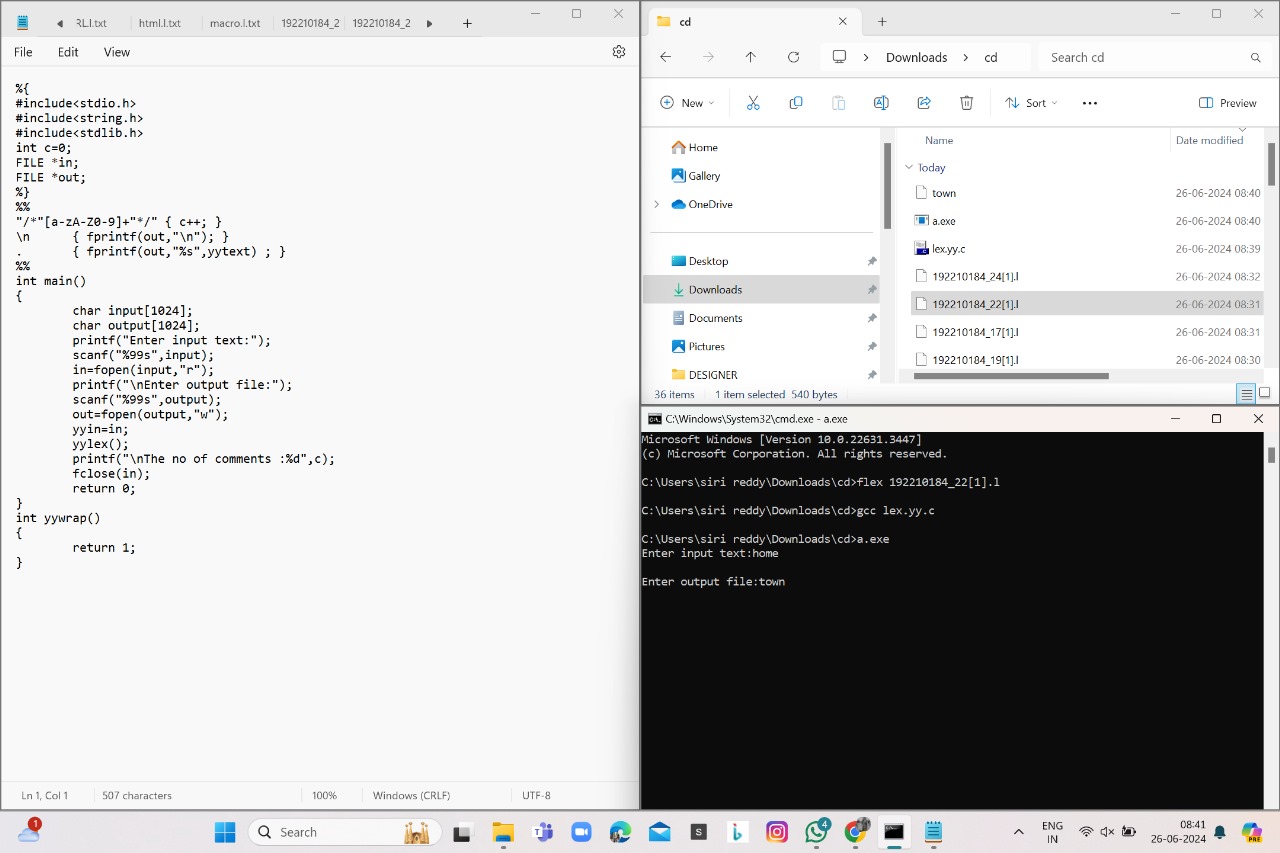 RL.l.txt
html.l.txt
macro.l.txt
192210184_2
192210184_2
File Edit View
%{
#include<stdio.h>
#include<string.h>
#include<stdlib.h>
int c=0;
FILE *in;
FILE *out;
%}
%%
"/*"[a-zA-Z0-9]+"*/" { c++; }
\n      { fprintf(out,"\n"); }
.       { fprintf(out,"%s",yytext) ; }
%%
int main()
{
        char input[1024];
        char output[1024];
        printf("Enter input text:");
        scanf("%99s",input);
        in=fopen(input,"r");
        printf("\nEnter output file:");
        scanf("%99s",output);
        out=fopen(output,"w");
        yyin=in;
        yylex();
        printf("\nThe no of comments :%d",c);
        fclose(in);
        return 0;
}
int yywrap()
{
        return 1;
}
Ln 1, Col 1
507 characters
100%
Windows (CRLF)
UTF-8
cd
Downloads
cd
Search cd
New
Sort
Preview
Home
Gallery
OneDrive
Desktop
Downloads
Documents
Pictures
DESIGNER
Name Date modified
Today
town 26-06-2024 08:40
a.exe 26-06-2024 08:40
lex.yy.c 26-06-2024 08:39
192210184_24[1].l 26-06-2024 08:32
192210184_22[1].l 26-06-2024 08:31
192210184_17[1].l 26-06-2024 08:31
192210184_19[1].l 26-06-2024 08:30
36 items 1 item selected 540 bytes
C:\Windows\System32\cmd.exe - a.exe
Microsoft Windows [Version 10.0.22631.3447]
(c) Microsoft Corporation. All rights reserved.
C:\Users\siri reddy\Downloads\cd>flex 192210184_22[1].l
C:\Users\siri reddy\Downloads\cd>gcc lex.yy.c
C:\Users\siri reddy\Downloads\cd>a.exe
Enter input text:home
Enter output file:town
1
Search
S
4
PRE
ENG
IN
08:41
26-06-2024